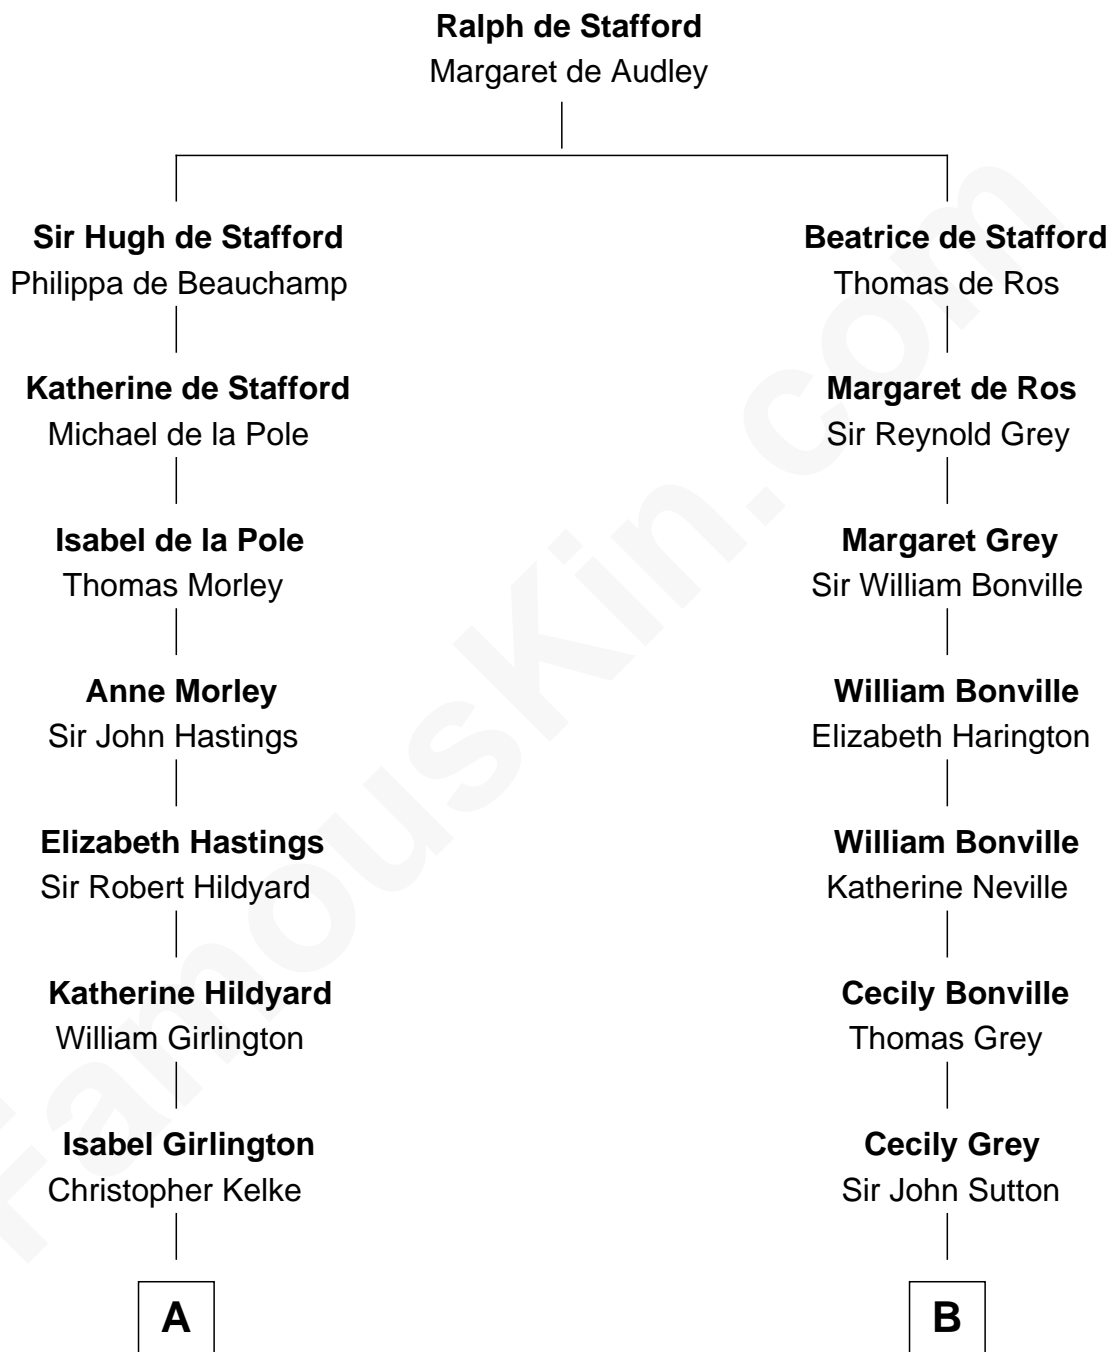 Ralph de Stafford
Margaret de Audley
Sir Hugh de Stafford
Philippa de Beauchamp
Beatrice de Stafford
Thomas de Ros
Katherine de Stafford
Michael de la Pole
Margaret de Ros
Sir Reynold Grey
Isabel de la Pole
Thomas Morley
Margaret Grey
Sir William Bonville
Anne Morley
Sir John Hastings
William Bonville
Elizabeth Harington
Elizabeth Hastings
Sir Robert Hildyard
William Bonville
Katherine Neville
Katherine Hildyard
William Girlington
Cecily Bonville
Thomas Grey
Isabel Girlington
Christopher Kelke
Cecily Grey
Sir John Sutton
A
B
FamousKin.com